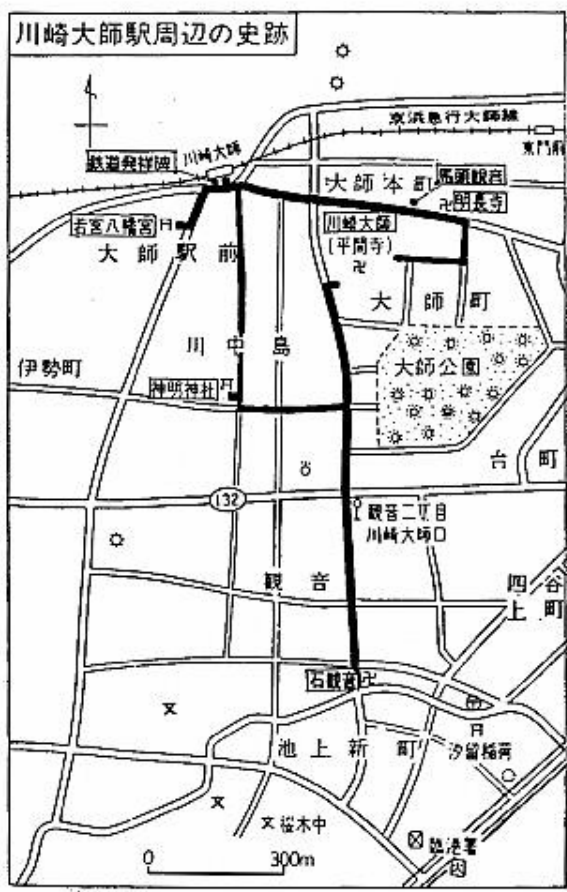 川崎大師駅周辺の史跡
京浜急行大師線
東門前
鉄道発祥碑
川崎大師
馬頭観音
大師本町
明長寺
若宮八幡宮
川崎大師
(平間寺)
大師駅前
大師町
川中島
伊勢町
大師公園
神明神社
台町
132
観音二丁目
川崎大師口
観音
四谷
上町
石観音
池上新町
汐留稲荷
桜木中
臨港署
0
300m